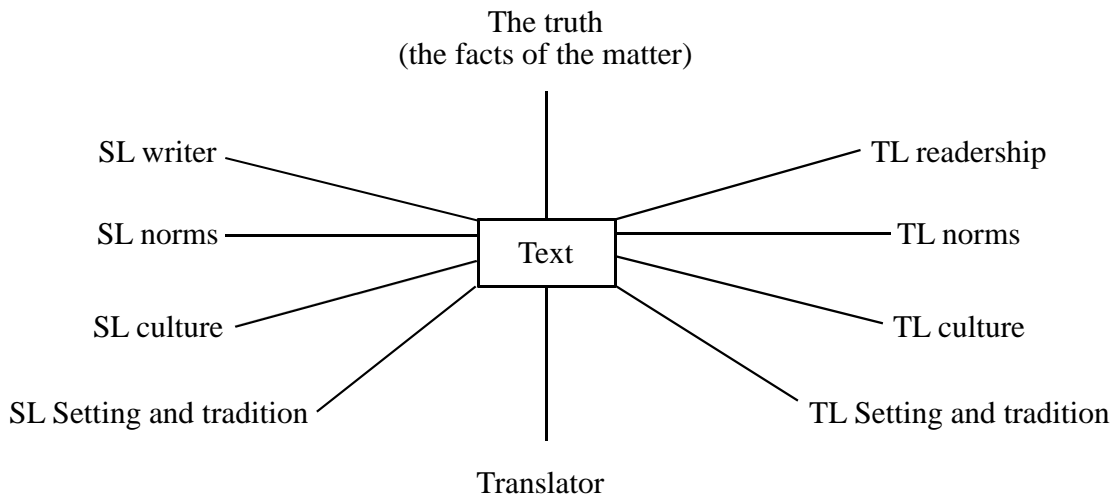 The truth
(the facts of the matter)
SL writer
TL readership
SL norms
Text
TL norms
SL culture
TL culture
SL Setting and tradition
TL Setting and tradition
Translator